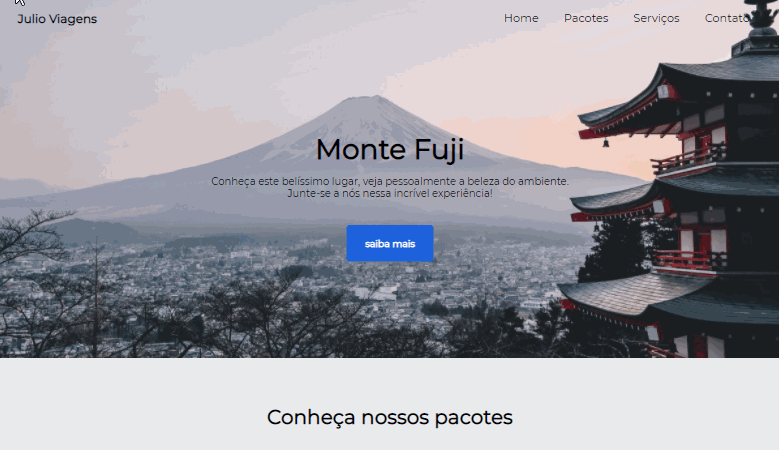 Julio Viagens
Home Pacotes Serviços Contato
Monte Fuji
Conheça este belíssimo lugar, veja pessoalmente a beleza do ambiente.
Junte-se a nós nessa incrível experiência!
saiba mais
Conheça nossos pacotes